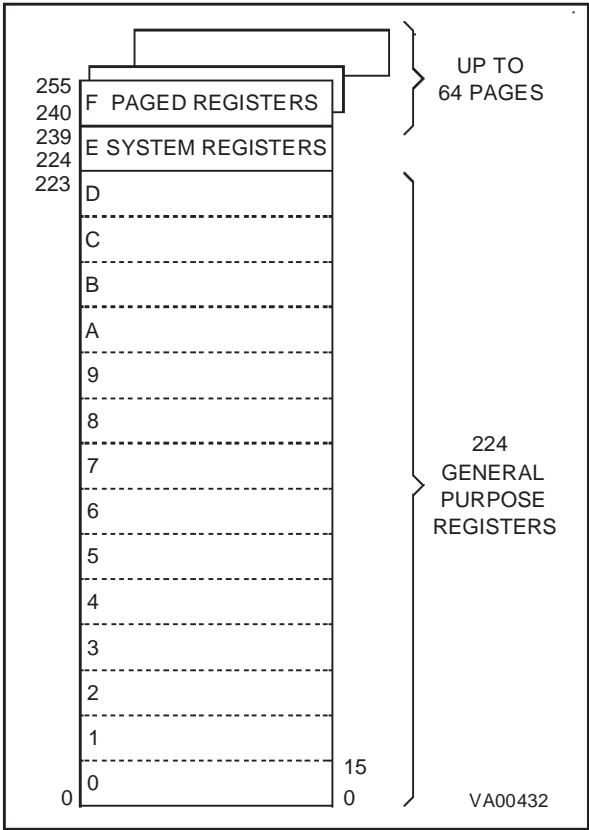 UP TO
64 PAGES
255
F PAGED REGISTERS
240
239
E SYSTEM REGISTERS
224
223
D
C
B
A
9
8
7
224
GENERAL
PURPOSE
REGISTERS
6
5
4
3
2
1
15
0
0
0
VA00432